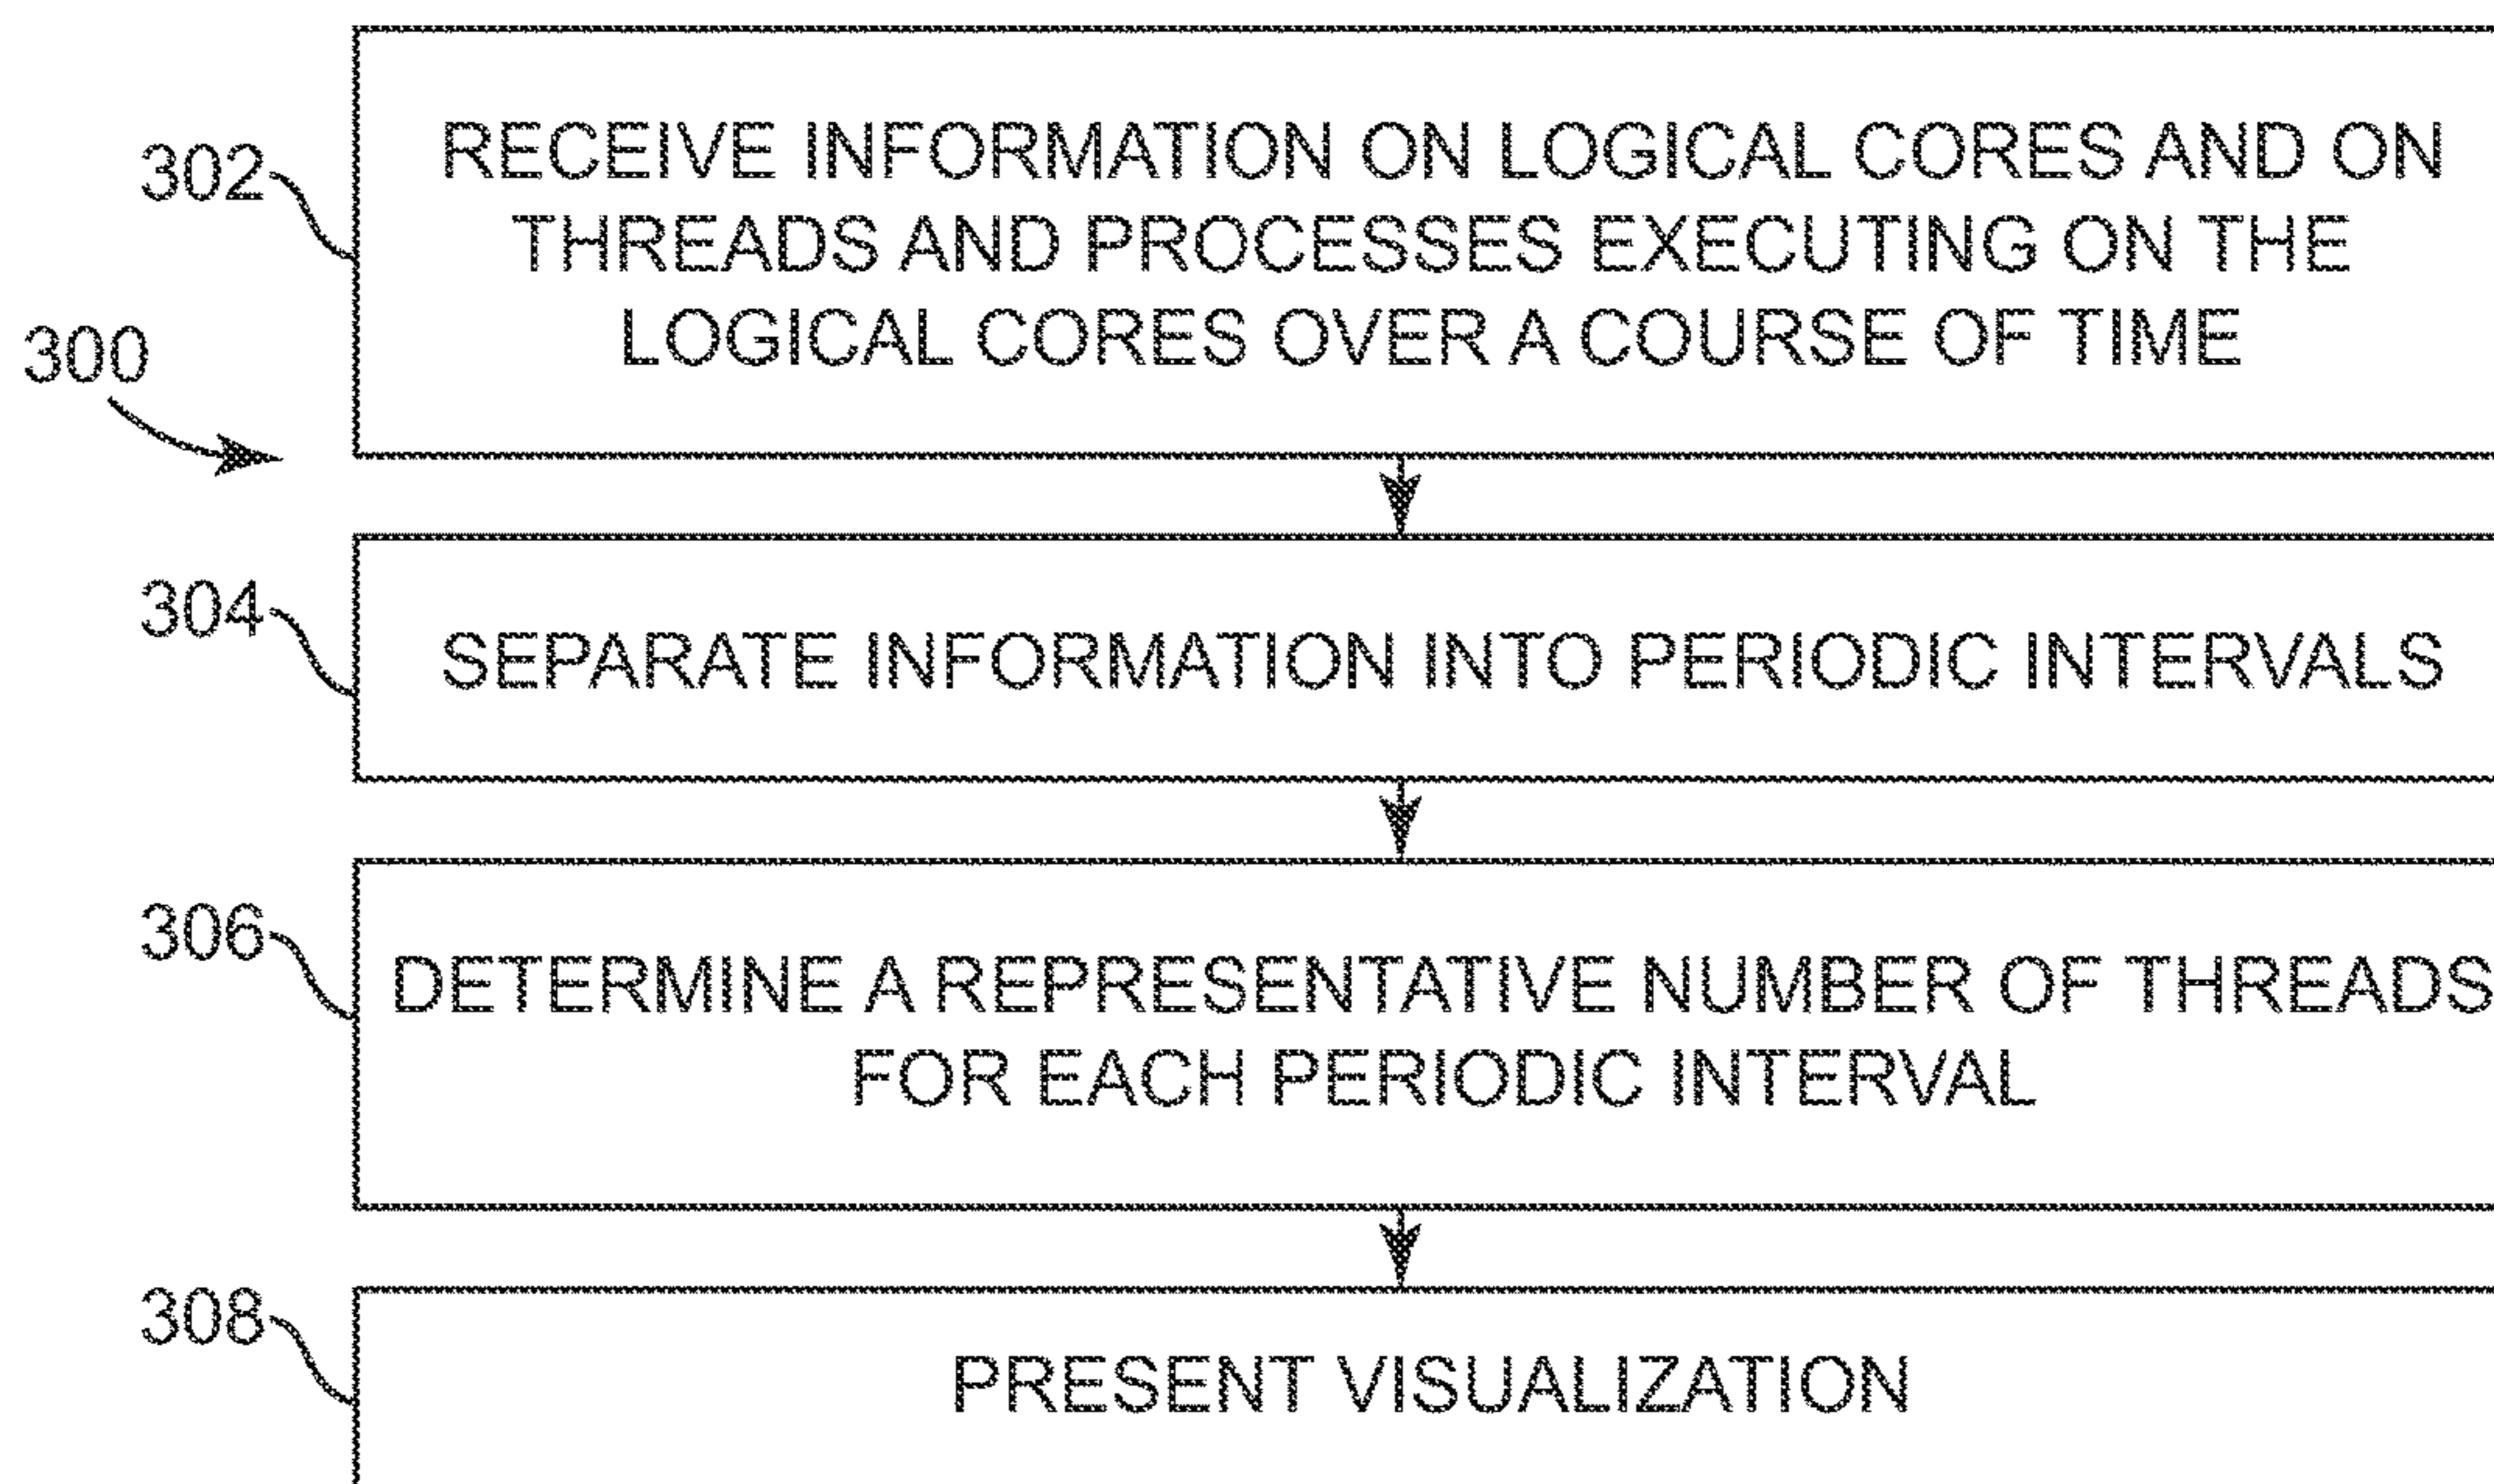 302
RECEIVE INFORMATION ON LOGICAL CORES AND ON
THREADS AND PROCESSES EXECUTING ON THE
LOGICAL CORES OVER A COURSE OF TIME
300
304
SEPARATE INFORMATION INTO PERIODIC INTERVALS
306
DETERMINE A REPRESENTATIVE NUMBER OF THREADS
FOR EACH PERIODIC INTERVAL
308
PRESENT VISUALIZATION